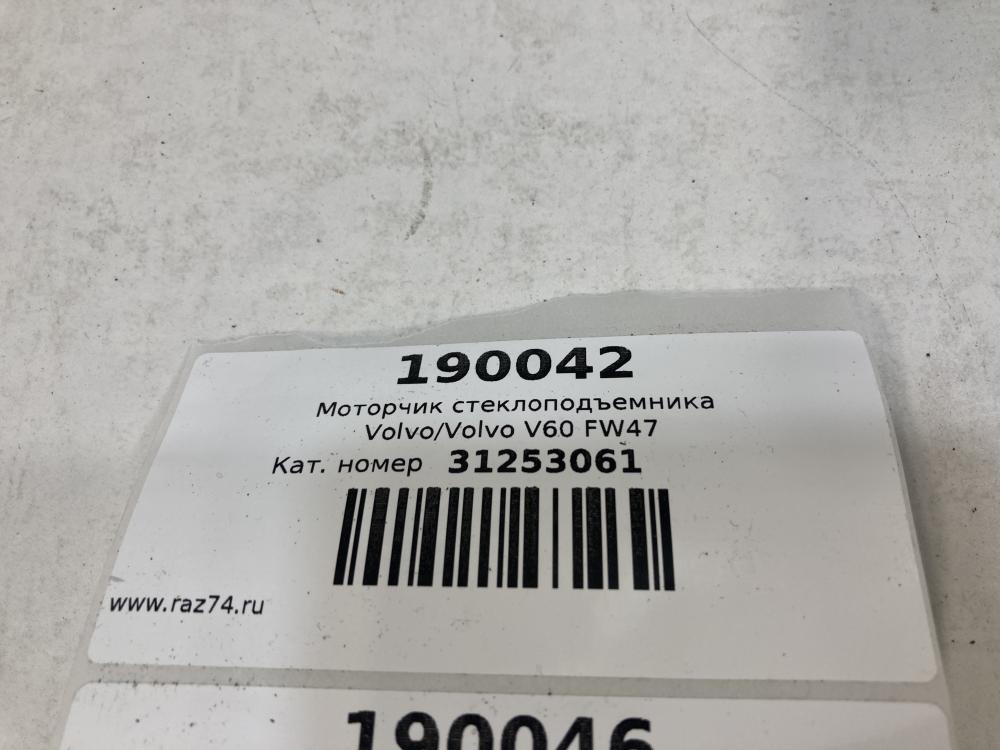 190042
Моторчик стеклоподъемника
Volvo/Volvo V60 FW47
Кат. номер 31253061
www.raz74.ru
190046